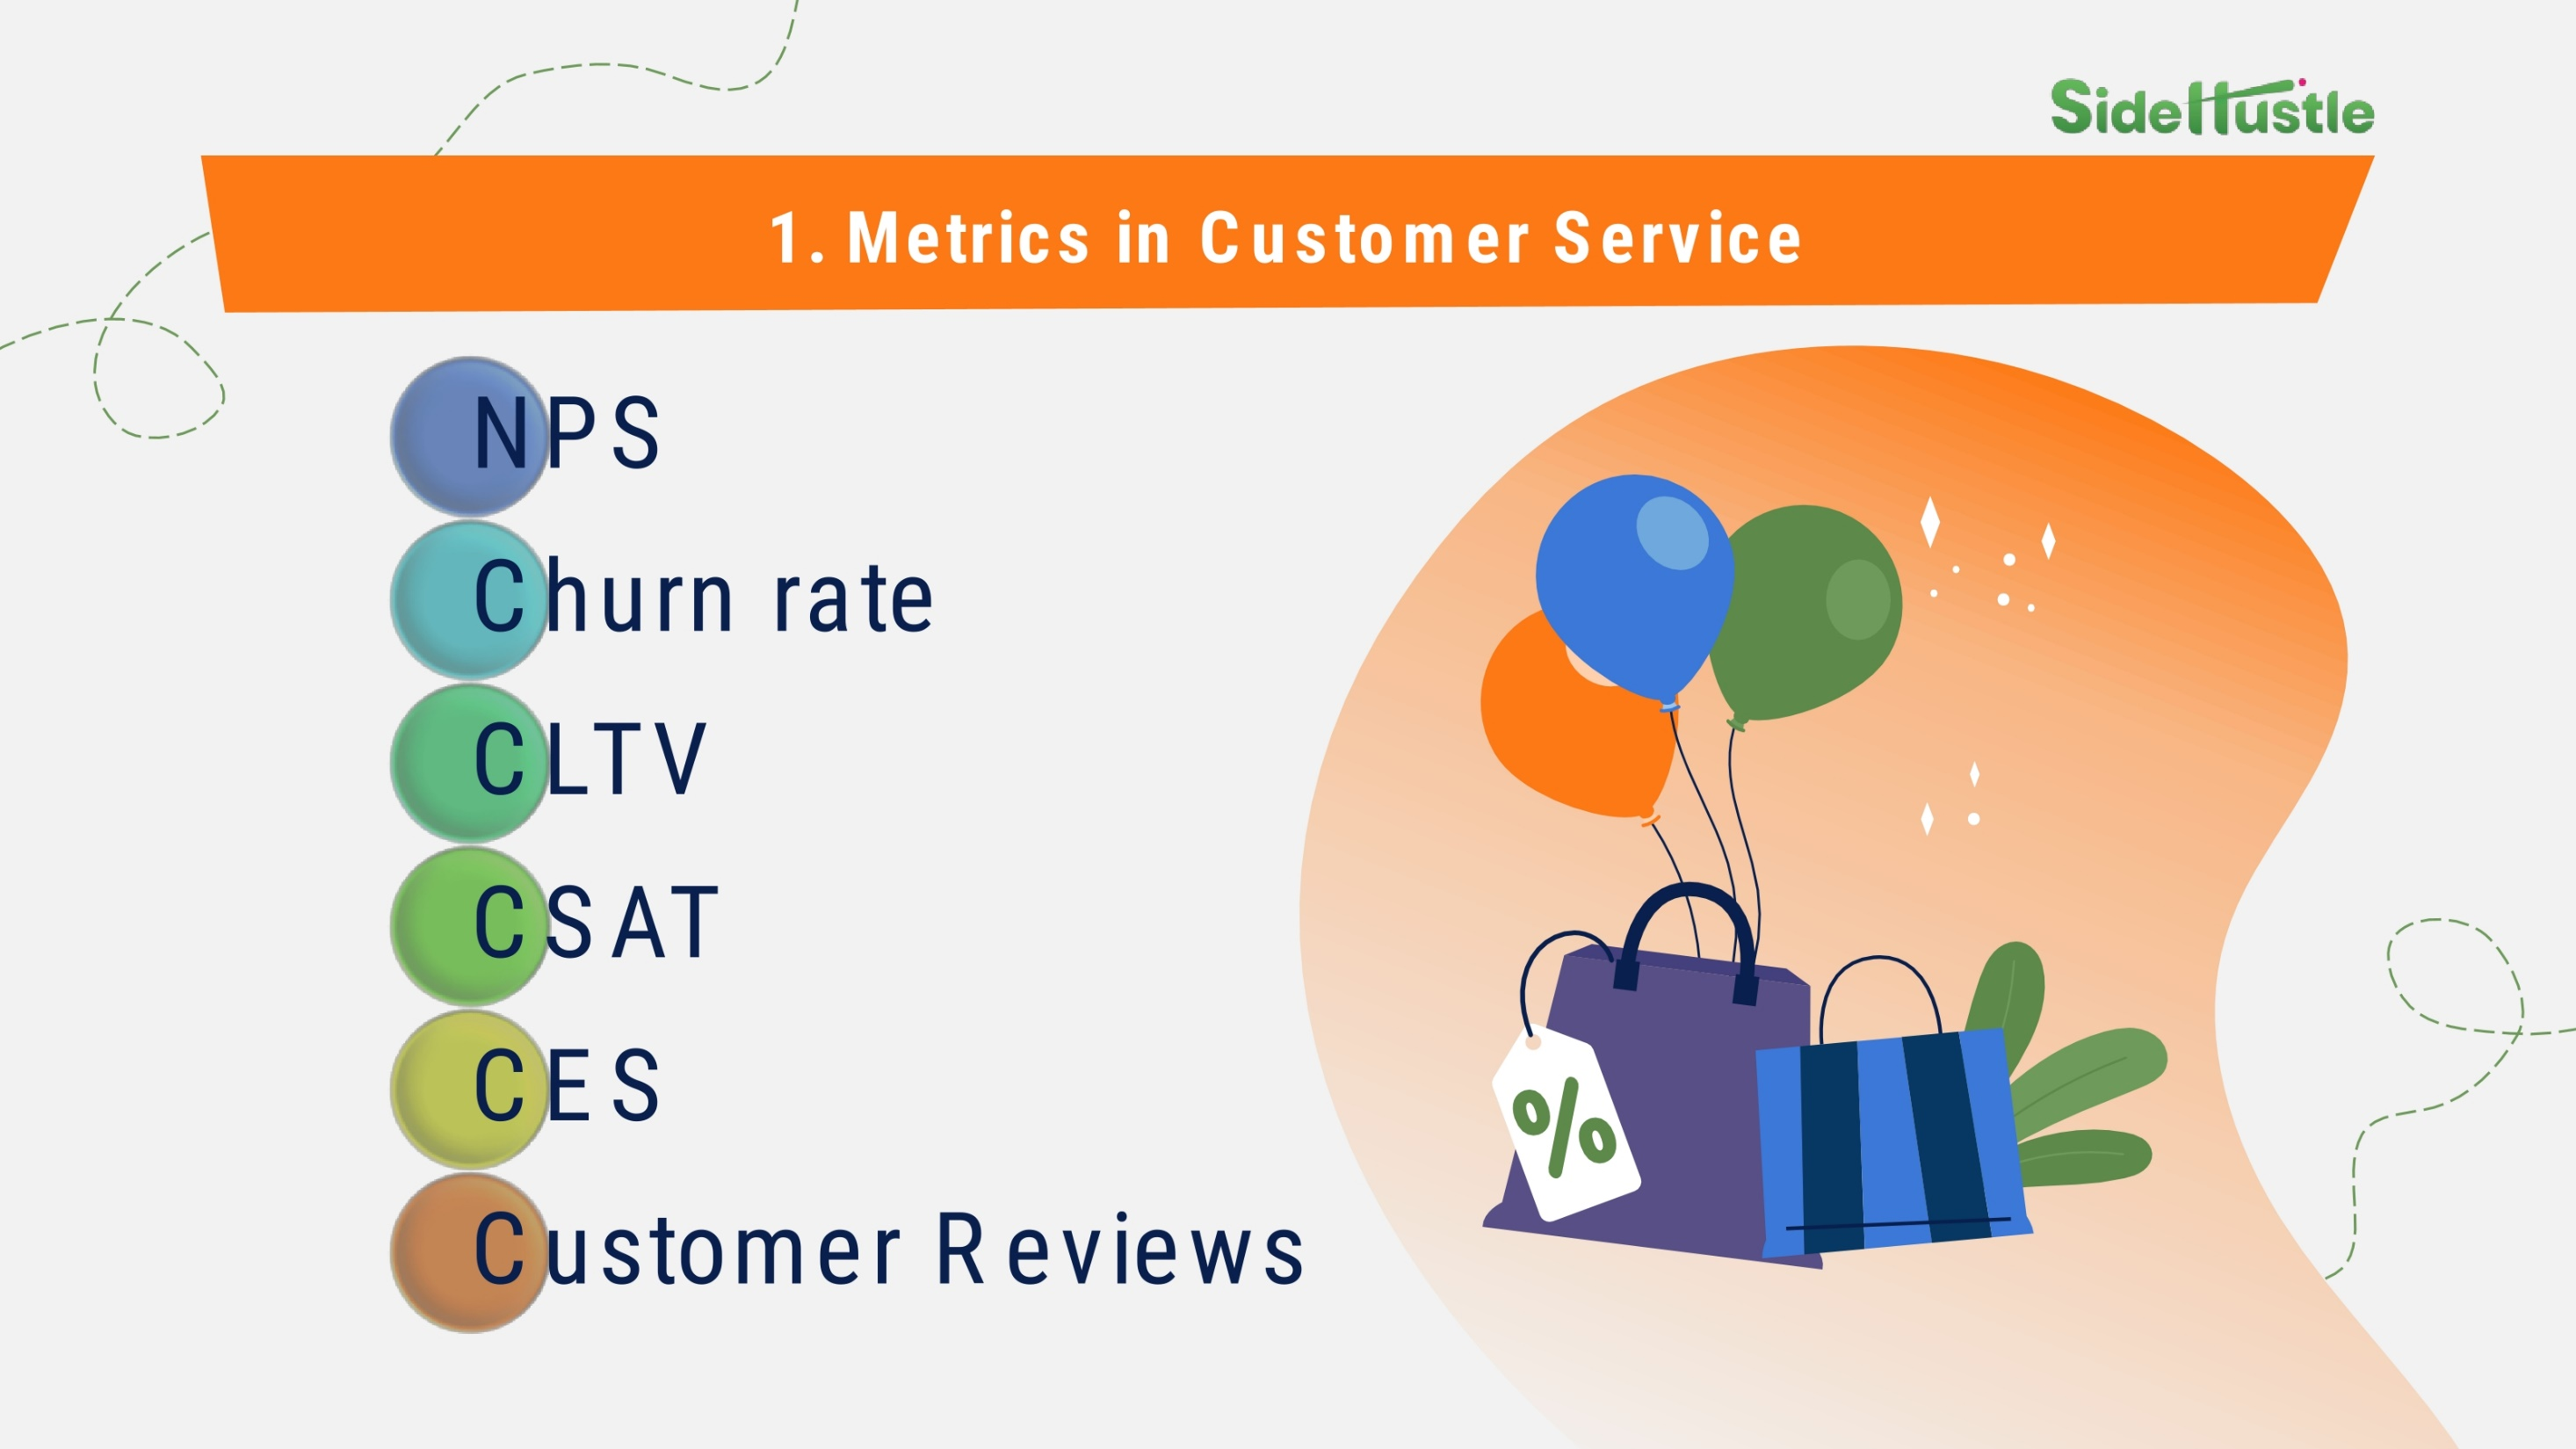 SideHustle
1. Metrics in Customer Service
NPS
Churn rate
CLTV
CSAT
CES
Customer Reviews
%